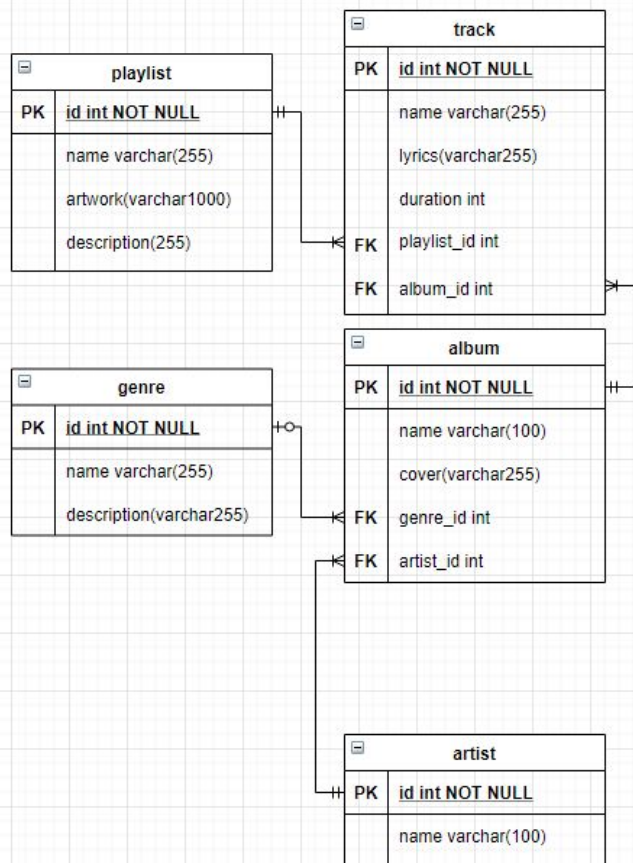 playlist
PK id int NOT NULL
name varchar(255)
artwork(varchar1000)
description(255)
track
PK id int NOT NULL
name varchar(255)
lyrics(varchar255)
duration int
FK playlist_id int
FK album_id int
genre
PK id int NOT NULL
name varchar(255)
description(varchar255)
album
PK id int NOT NULL
name varchar(100)
cover(varchar255)
FK genre_id int
FK artist_id int
artist
PK id int NOT NULL
name varchar(100)